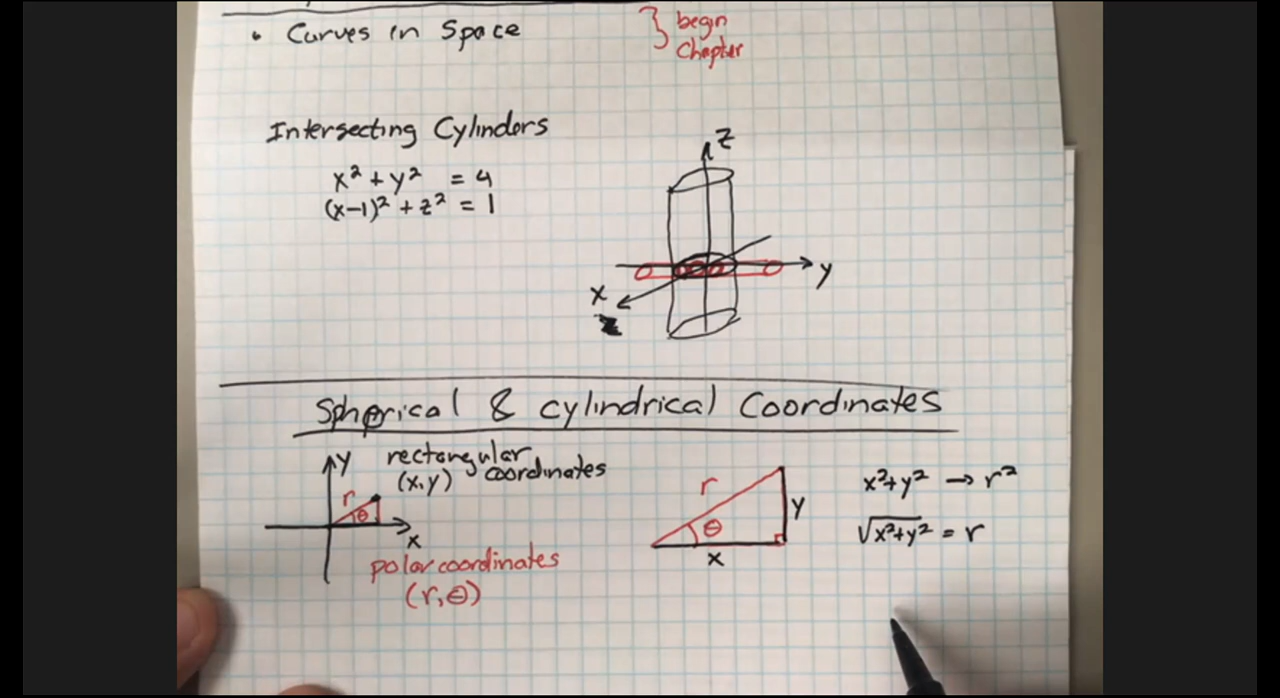 • Curves in Space
} begin
chapter
Intersecting Cylinders
x² + y² = 4
(x-1)² + z² = 1
z
y
x
Spherical & cylindrical Coordinates
y
rectangular
coordinates
(x,y)
r
θ
x
polar coordinates
(r,θ)
r
θ
y
x
x²+y² → r²
√x²+y² = r